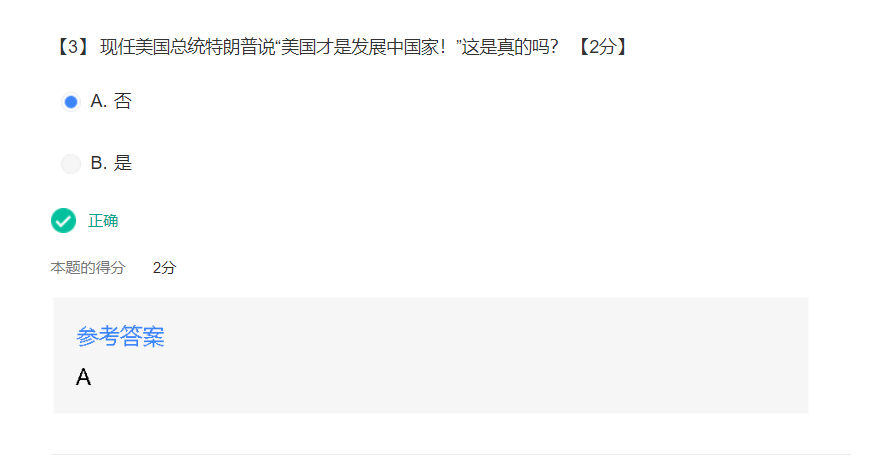 【3】 现任美国总统特朗普说“美国才是发展中国家！”这是真的吗？ 【2分】
A. 否
B. 是
正确
本题的得分 2分
参考答案
A